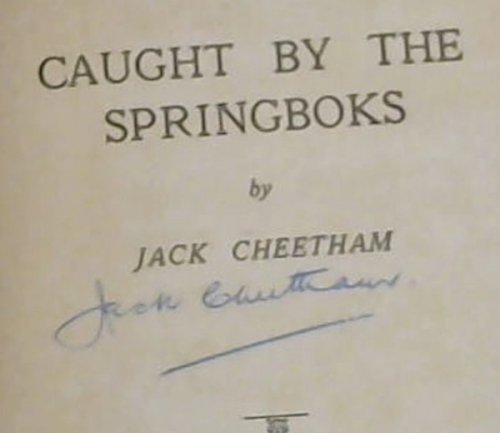 CAUGHT BY THE
SPRINGBOKS
by
JACK CHEETHAM
Jack Cheetham.